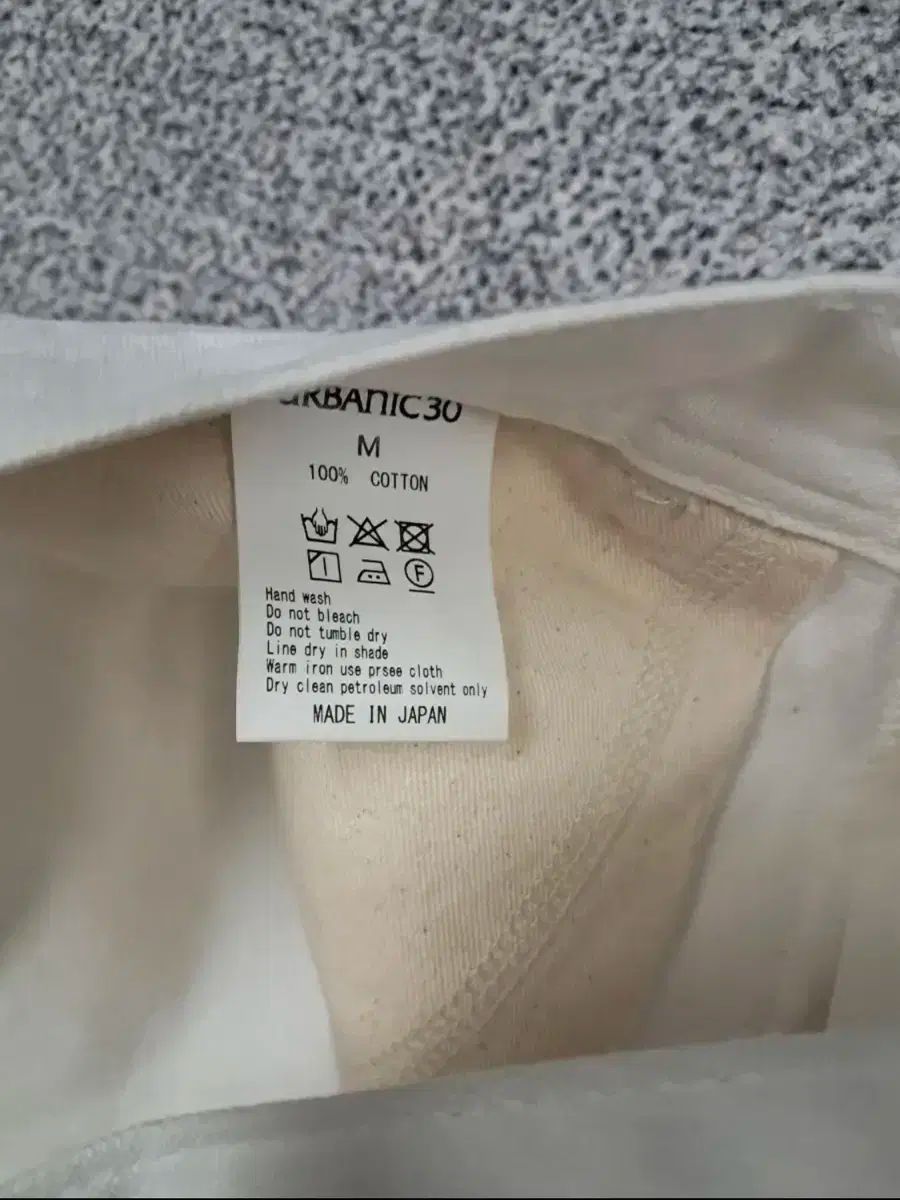 URBANIC30
M
100% COTTON
F
Hand wash
Do not bleach
Do not tumble dry
Line dry in shade
Warm iron use prsee cloth
Dry clean petroleum solvent only
MADE IN JAPAN